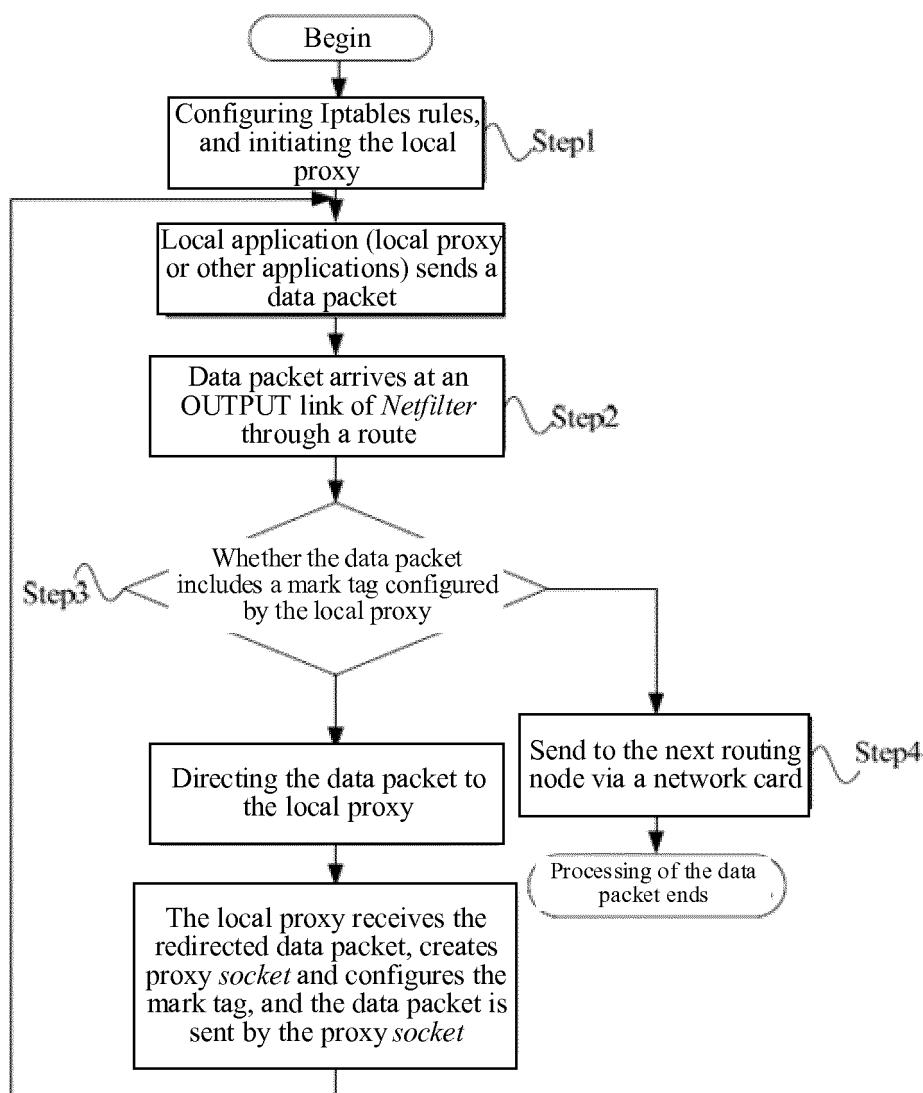 Begin
Configuring Iptables rules,
and initiating the local
proxy
Step1
Local application (local proxy
or other applications) sends a
data packet
Data packet arrives at an
OUTPUT link of Netfilter
through a route
Step2
Whether the data packet
includes a mark tag configured
by the local proxy
Step3
Directing the data packet to
the local proxy
Send to the next routing
node via a network card
Step4
Processing of the data
packet ends
The local proxy receives the
redirected data packet, creates
proxy socket and configures the
mark tag, and the data packet is
sent by the proxy socket